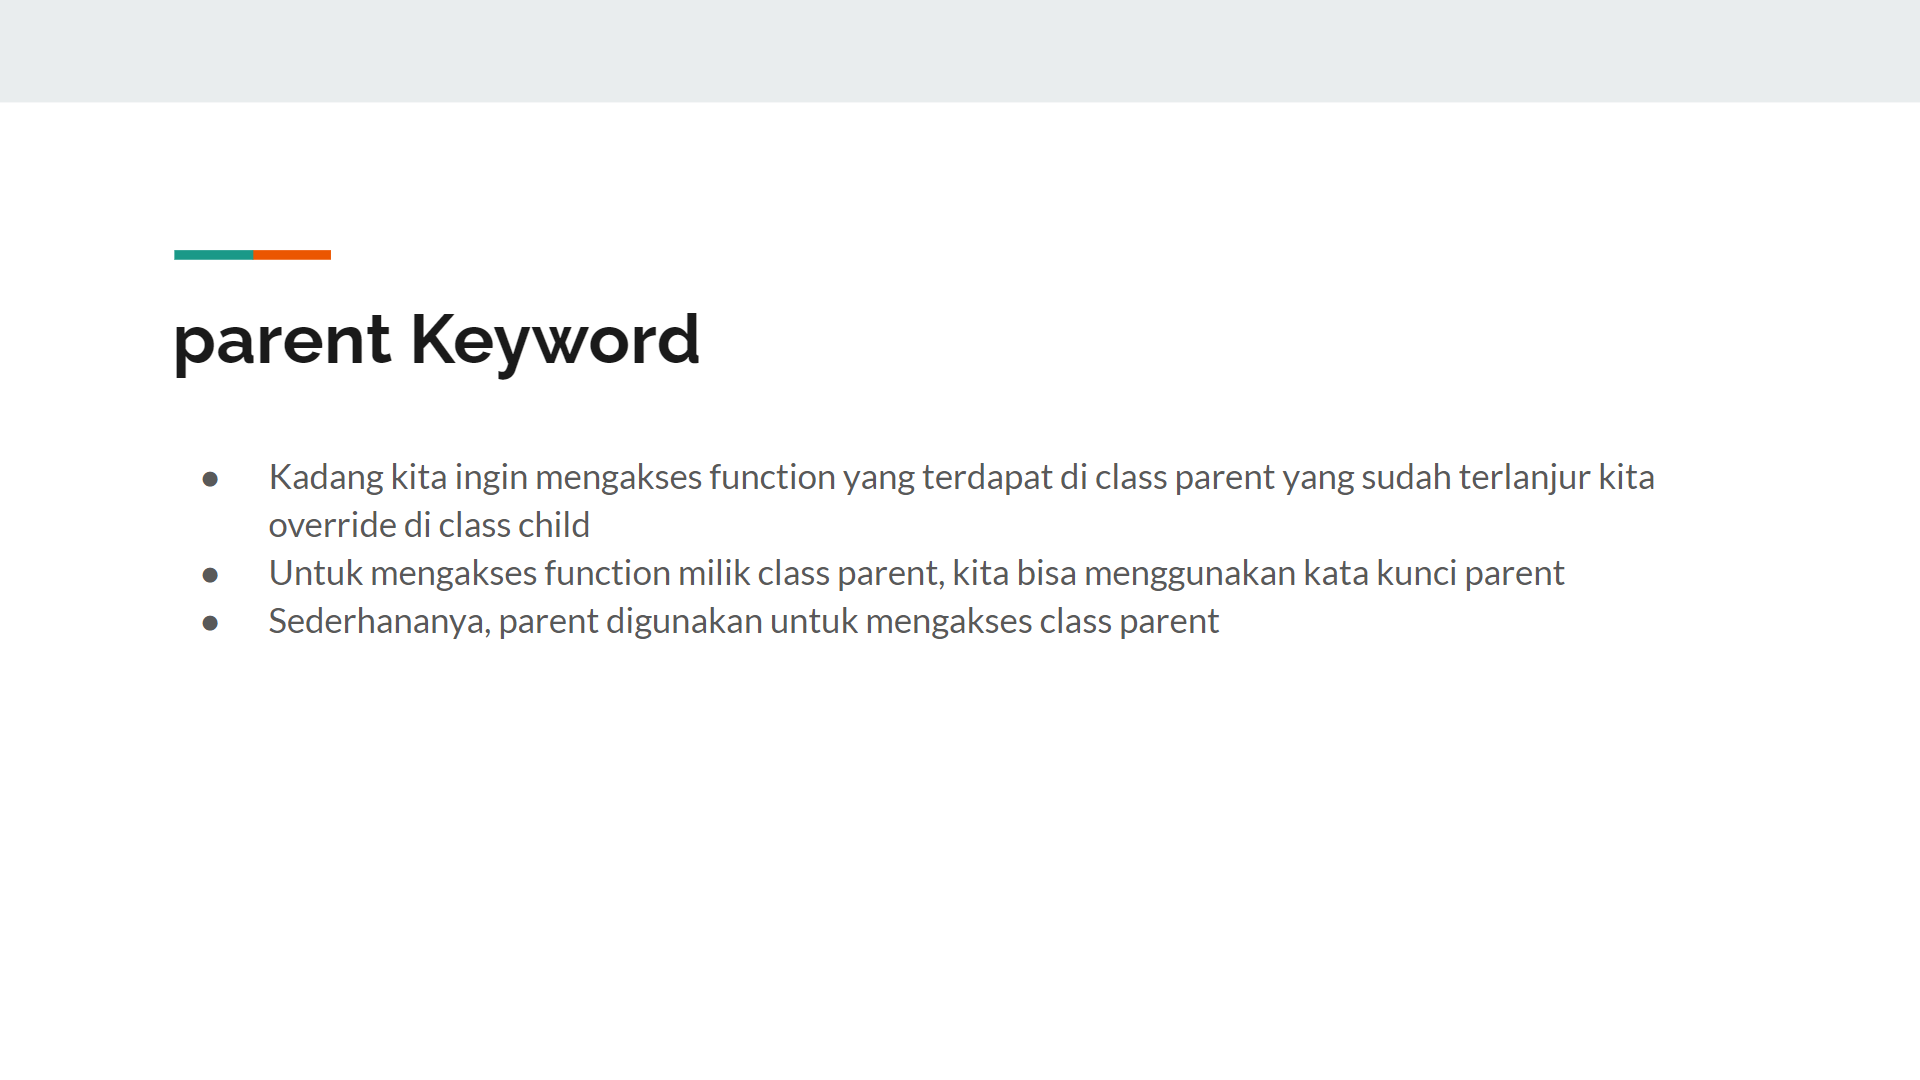 parent Keyword
● Kadang kita ingin mengakses function yang terdapat di class parent yang sudah terlanjur kita
override di class child
● Untuk mengakses function milik class parent, kita bisa menggunakan kata kunci parent
● Sederhananya, parent digunakan untuk mengakses class parent